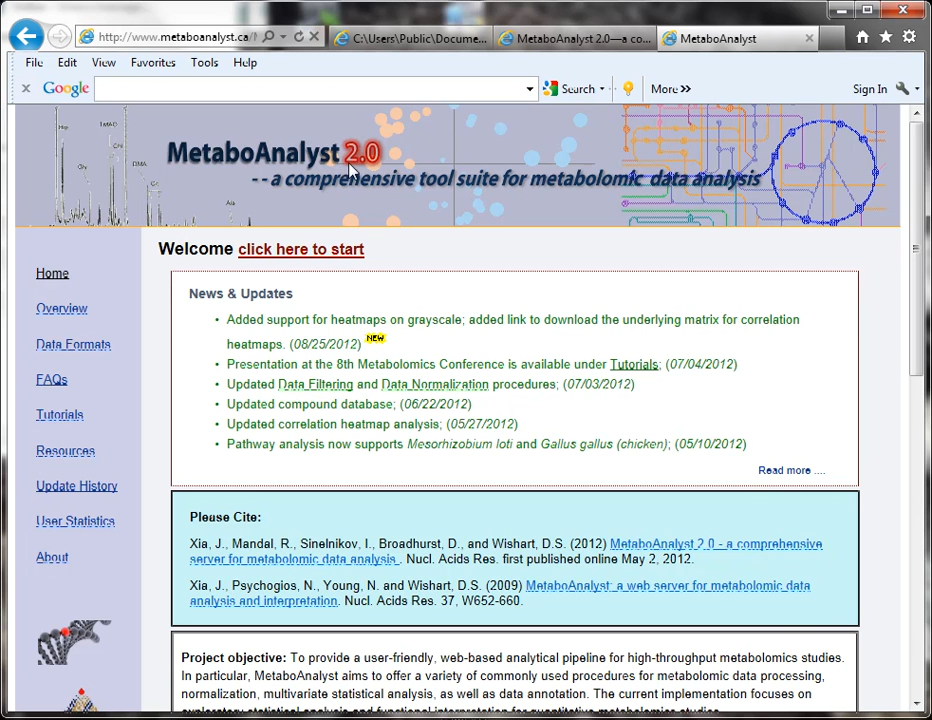 http://www.metaboanalyst.ca/
C:\Users\Public\Docume...
MetaboAnalyst 2.0—a co...
MetaboAnalyst
File Edit View Favorites Tools Help
Google
Search
More »
Sign In
MetaboAnalyst 2.0
-- a comprehensive tool suite for metabolomic data analysis
Welcome click here to start
Home
Overview
Data Formats
FAQs
Tutorials
Resources
Update History
User Statistics
About
News & Updates
• Added support for heatmaps on grayscale; added link to download the underlying matrix for correlation
heatmaps. (08/25/2012) NEW
• Presentation at the 8th Metabolomics Conference is available under Tutorials; (07/04/2012)
• Updated Data Filtering and Data Normalization procedures; (07/03/2012)
• Updated compound database; (06/22/2012)
• Updated correlation heatmap analysis; (05/27/2012)
• Pathway analysis now supports Mesorhizobium loti and Gallus gallus (chicken); (05/10/2012)
Read more ....
Please Cite:
Xia, J., Mandal, R., Sinelnikov, I., Broadhurst, D., and Wishart, D.S. (2012) MetaboAnalyst 2.0 - a comprehensive
server for metabolomic data analysis . Nucl. Acids Res. first published online May 2, 2012.
Xia, J., Psychogios, N., Young, N. and Wishart, D.S. (2009) MetaboAnalyst: a web server for metabolomic data
analysis and interpretation. Nucl. Acids Res. 37, W652-660.
Project objective: To provide a user-friendly, web-based analytical pipeline for high-throughput metabolomics studies.
In particular, MetaboAnalyst aims to offer a variety of commonly used procedures for metabolomic data processing,
normalization, multivariate statistical analysis, as well as data annotation. The current implementation focuses on
exploratory statistical analysis and functional interpretation for quantitative metabolomics studies.